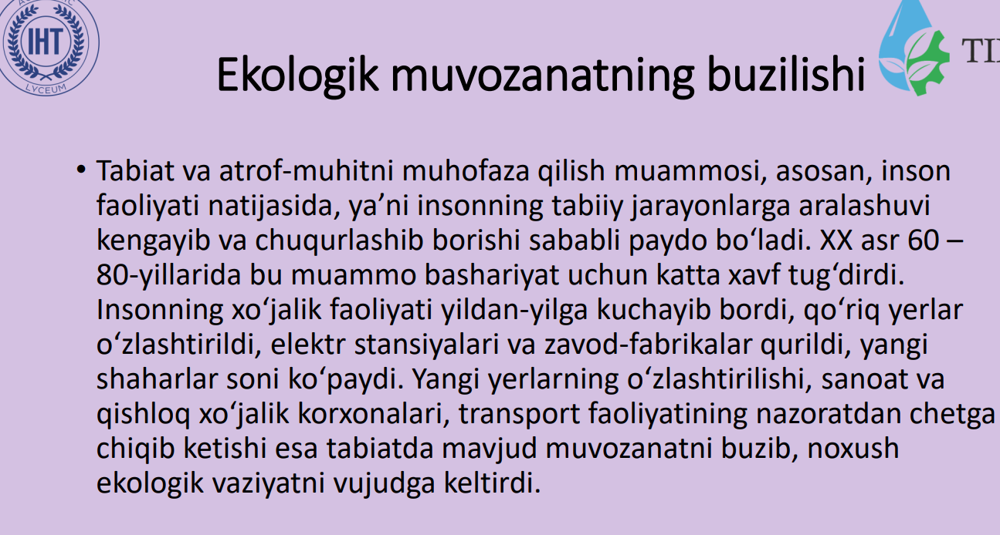 IHT
LYCEUM
Ekologik muvozanatning buzilishi
• Tabiat va atrof-muhitni muhofaza qilish muammosi, asosan, inson
faoliyati natijasida, ya’ni insonning tabiiy jarayonlarga aralashuvi
kengayib va chuqurlashib borishi sababli paydo bo‘ladi. XX asr 60 –
80-yillarida bu muammo bashariyat uchun katta xavf tug‘dirdi.
Insonning xo‘jalik faoliyati yildan-yilga kuchayib bordi, qo‘riq yerlar
o‘zlashtirildi, elektr stansiyalari va zavod-fabrikalar qurildi, yangi
shaharlar soni ko‘paydi. Yangi yerlarning o‘zlashtirilishi, sanoat va
qishloq xo‘jalik korxonalari, transport faoliyatining nazoratdan chetga
chiqib ketishi esa tabiatda mavjud muvozanatni buzib, noxush
ekologik vaziyatni vujudga keltirdi.